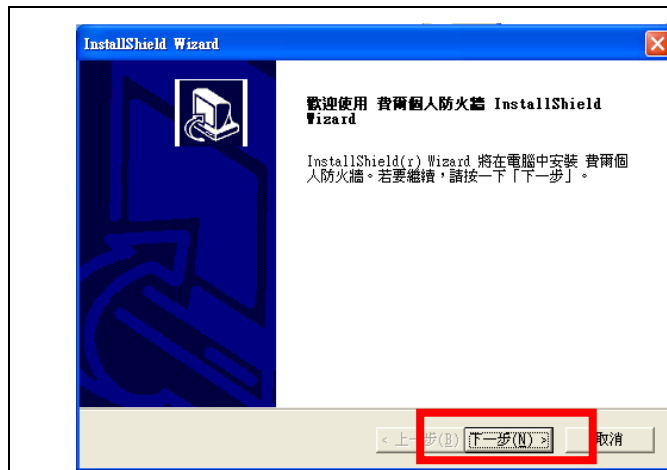 InstallShield Wizard
歡迎使用 費爾個人防火牆 InstallShield
Wizard
InstallShield(r) Wizard 將在電腦中安裝 費爾個
人防火牆。若要繼續，請按一下「下一步」。
< 上一步(B) 下一步(N) > 取消